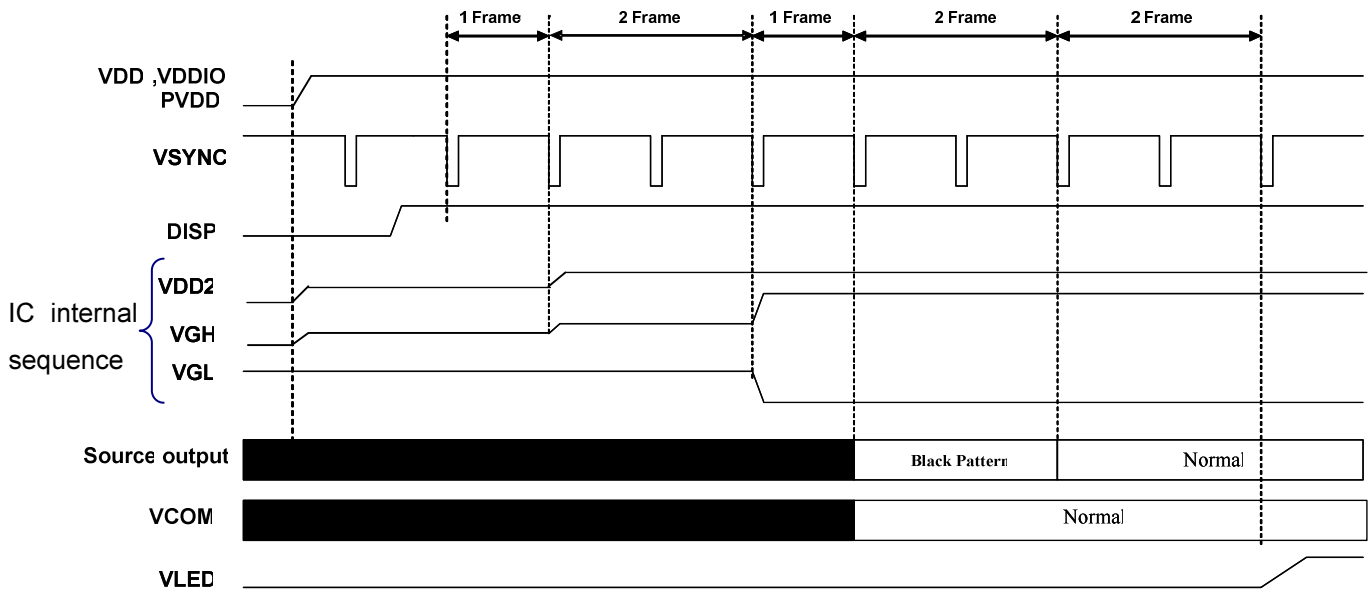 1 Frame
2 Frame
1 Frame
2 Frame
2 Frame
VDD ,VDDIO
PVDD
VSYNC
DISP
IC internal
sequence
VDD2
VGH
VGL
Source output
Black Pattern
Normal
VCOM
Normal
VLED